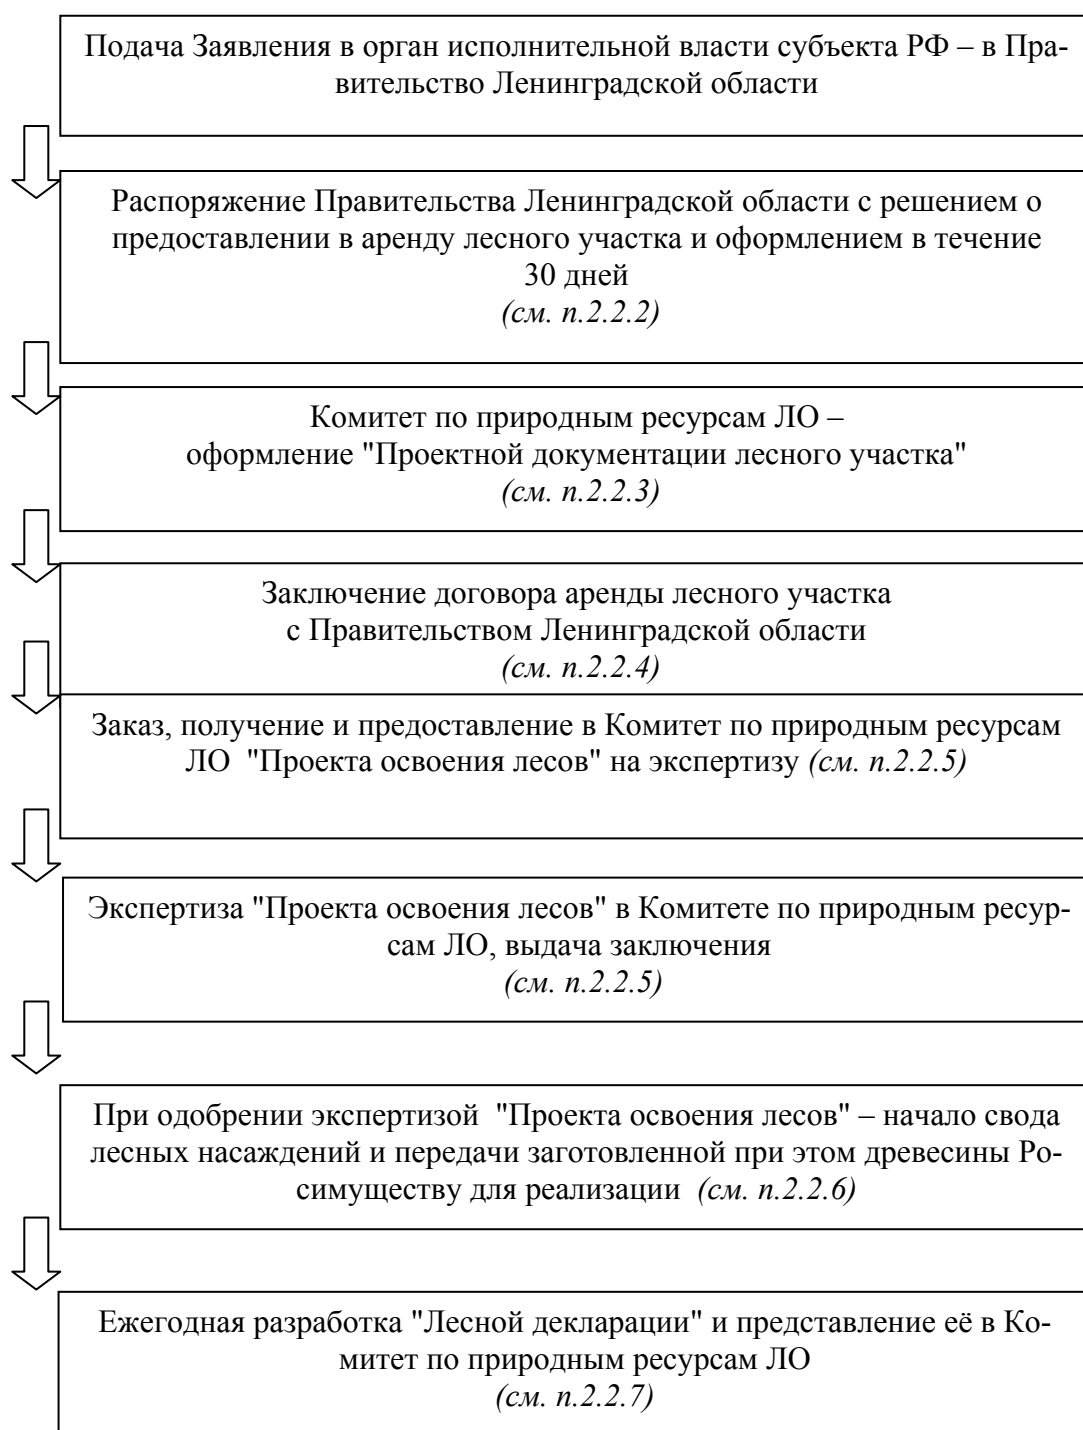 Подача Заявления в орган исполнительной власти субъекта РФ – в Пра-
вительство Ленинградской области
Распоряжение Правительства Ленинградской области с решением о
предоставлении в аренду лесного участка и оформлением в течение
30 дней
(см. п.2.2.2)
Комитет по природным ресурсам ЛО –
оформление "Проектной документации лесного участка"
(см. п.2.2.3)
Заключение договора аренды лесного участка
с Правительством Ленинградской области
(см. п.2.2.4)
Заказ, получение и предоставление в Комитет по природным ресурсам
ЛО "Проекта освоения лесов" на экспертизу (см. п.2.2.5)
Экспертиза "Проекта освоения лесов" в Комитете по природным ресур-
сам ЛО, выдача заключения
(см. п.2.2.5)
При одобрении экспертизой "Проекта освоения лесов" – начало свода
лесных насаждений и передачи заготовленной при этом древесины Ро-
симуществу для реализации (см. п.2.2.6)
Ежегодная разработка "Лесной декларации" и представление её в Ко-
митет по природным ресурсам ЛО
(см. п.2.2.7)